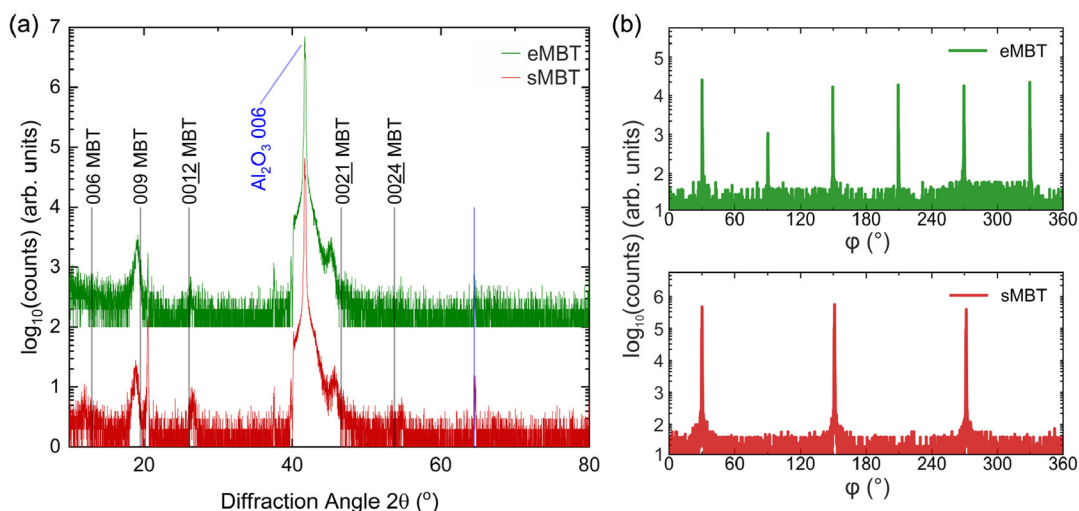 (a)
7
6
5
4
3
2
1
0
log₁₀(counts) (arb. units)
eMBT
sMBT
006 MBT
009 MBT
0012 MBT
Al₂O₃ 006
0021 MBT
0024 MBT
20 40 60 80
Diffraction Angle 2θ (°)
(b)
eMBT
5
4
3
2
1
0 60 120 180 240 300 360
φ (°)
log₁₀(counts) (arb. units)
sMBT
6
5
4
3
2
1
0 60 120 180 240 300 360
φ (°)